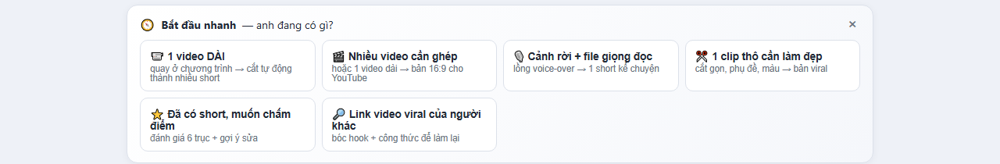 Bắt đầu nhanh — anh đang có gì?
1 video DÀI
quay ở chương trình → cắt tự động
thành nhiều short
Nhiều video cần ghép
hoặc 1 video dài → bản 16:9 cho
YouTube
Cảnh rời + file giọng đọc
lồng voice-over → 1 short kể chuyện
1 clip thô cần làm đẹp
cắt gọn, phụ đề, màu → bản viral
Đã có short, muốn chấm
điểm
đánh giá 6 trục + gợi ý sửa
Link video viral của người
khác
bóc hook + công thức để làm lại